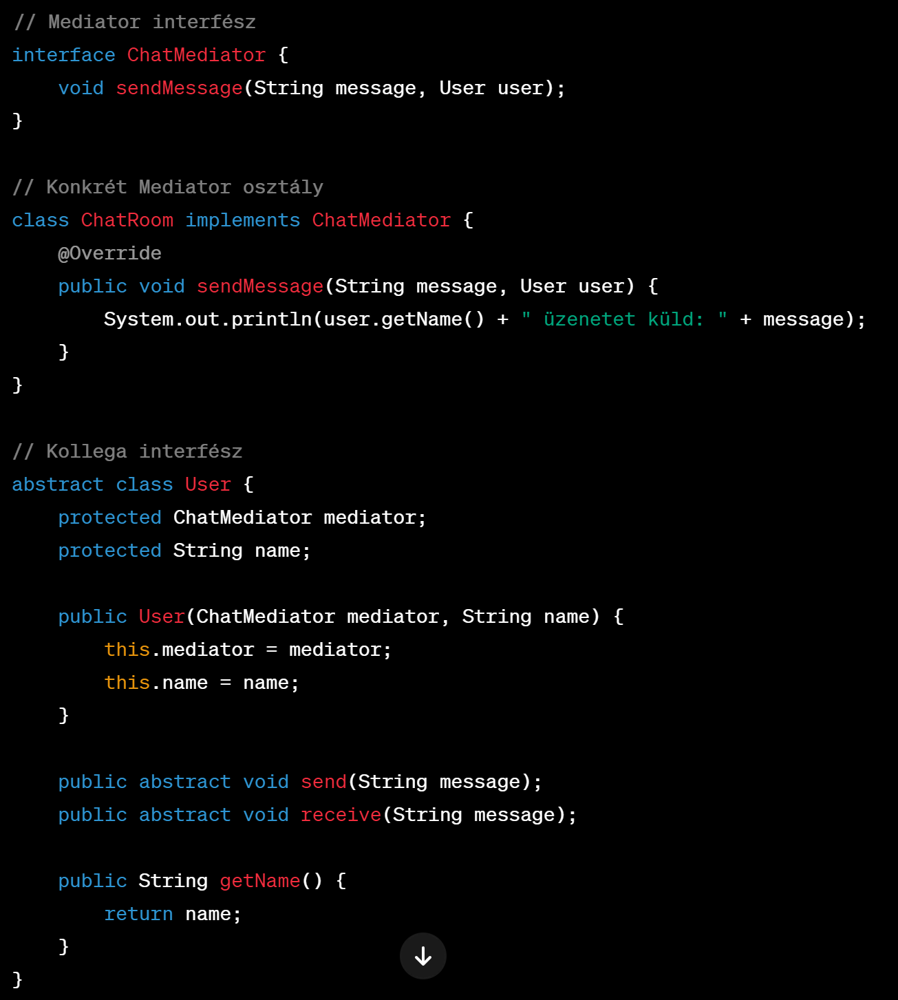 // Mediator interfész
interface ChatMediator {
    void sendMessage(String message, User user);
}

// Konkrét Mediator osztály
class ChatRoom implements ChatMediator {
    @Override
    public void sendMessage(String message, User user) {
        System.out.println(user.getName() + " üzenetet küld: " + message);
    }
}

// Kollega interfész
abstract class User {
    protected ChatMediator mediator;
    protected String name;

    public User(ChatMediator mediator, String name) {
        this.mediator = mediator;
        this.name = name;
    }

    public abstract void send(String message);
    public abstract void receive(String message);

    public String getName() {
        return name;
    }
}